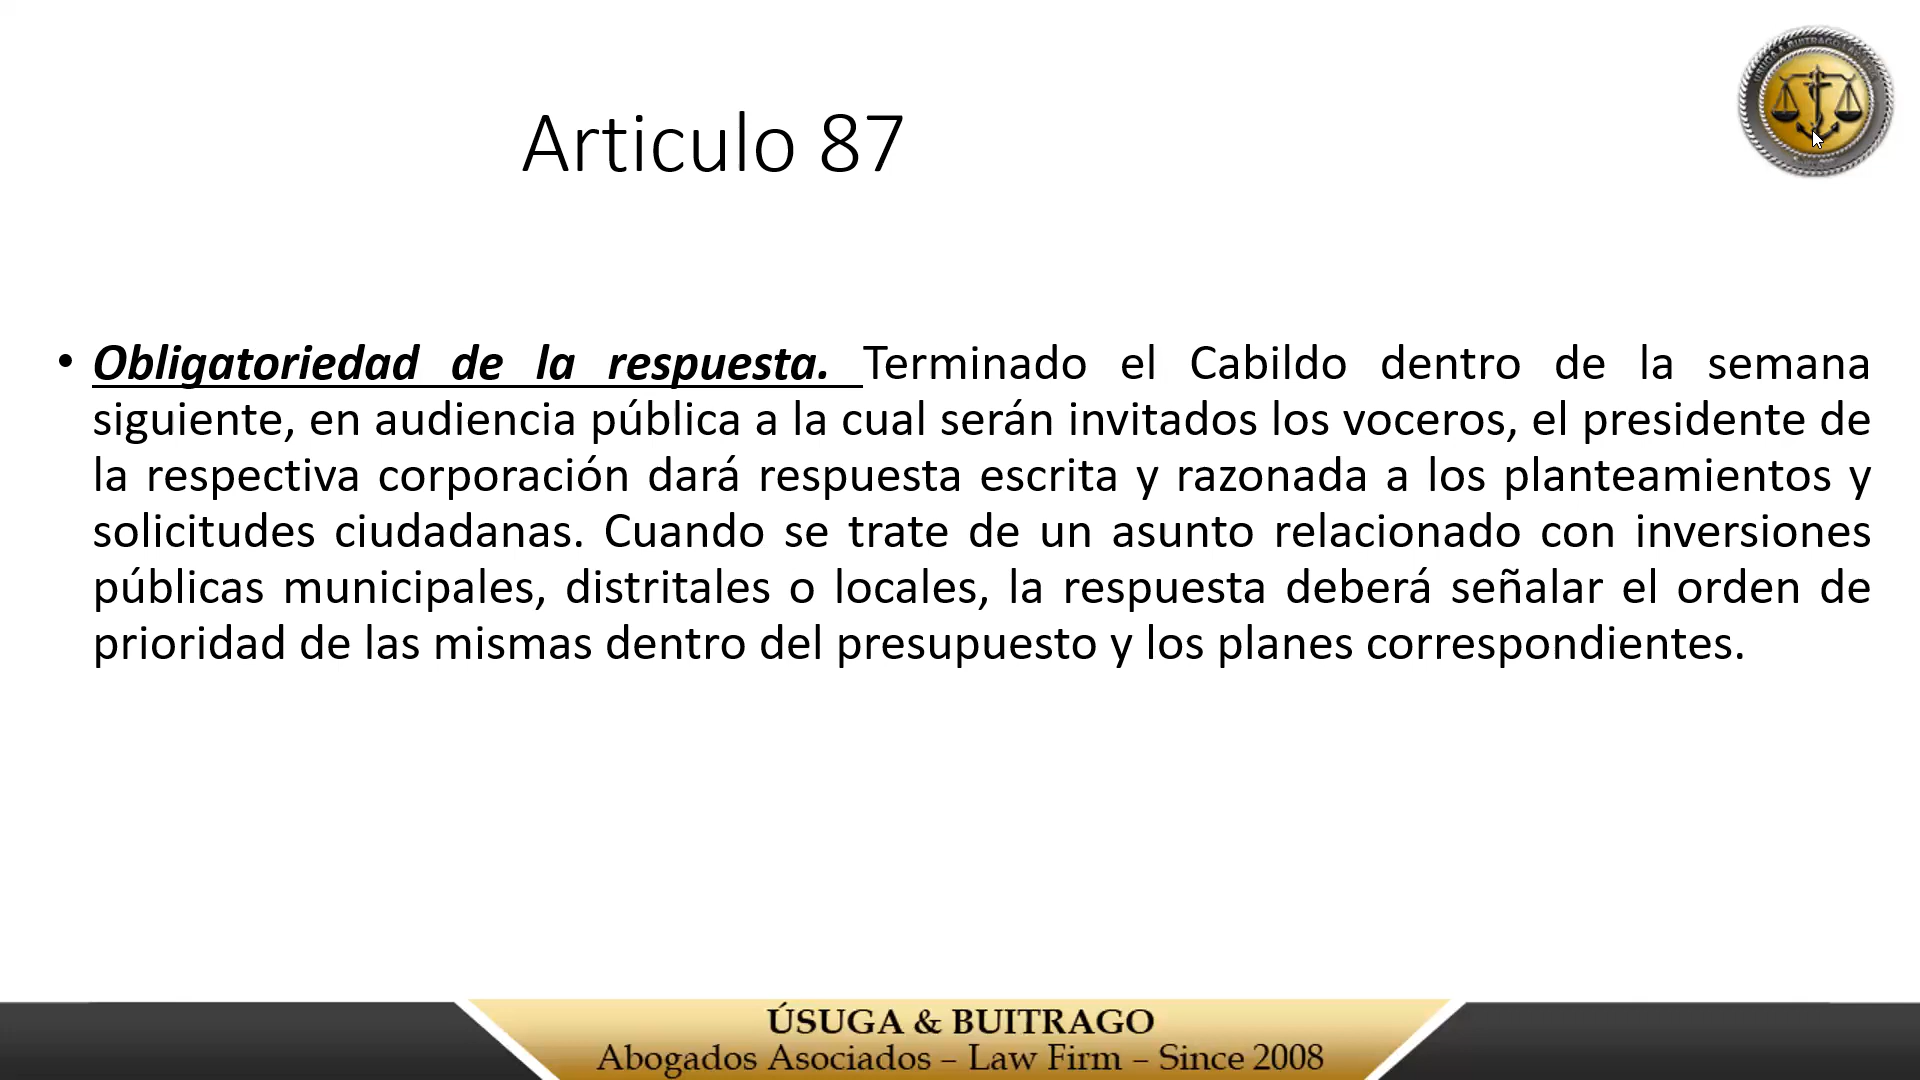 Articulo 87
• Obligatoriedad de la respuesta. Terminado el Cabildo dentro de la semana
siguiente, en audiencia pública a la cual serán invitados los voceros, el presidente de
la respectiva corporación dará respuesta escrita y razonada a los planteamientos y
solicitudes ciudadanas. Cuando se trate de un asunto relacionado con inversiones
públicas municipales, distritales o locales, la respuesta deberá señalar el orden de
prioridad de las mismas dentro del presupuesto y los planes correspondientes.
ÚSUGA & BUITRAGO
Abogados Asociados – Law Firm – Since 2008